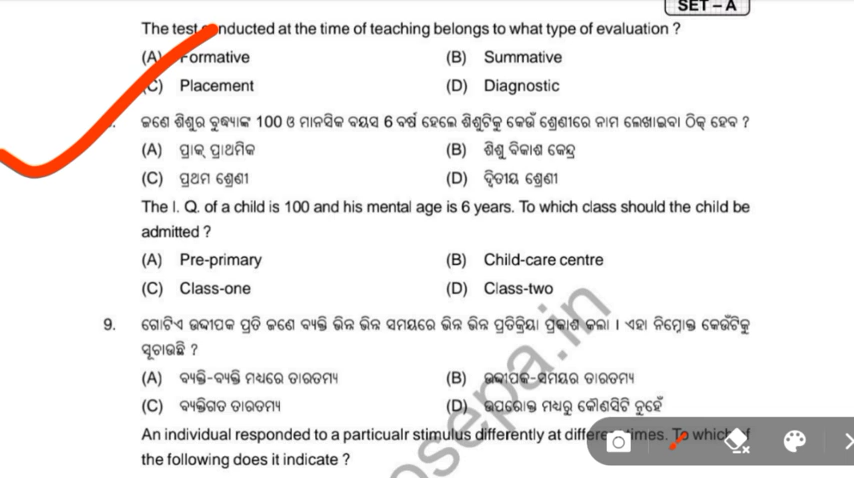 SET – A
The test conducted at the time of teaching belongs to what type of evaluation ?
(A) Formative (B) Summative
(C) Placement (D) Diagnostic
ଜଣେ ଶିଶୁର ବୁଦ୍ଧ୍ୟାଙ୍କ 100 ଓ ମାନସିକ ବୟସ 6 ବର୍ଷ ହେଲେ ଶିଶୁଟିକୁ କେଉଁ ଶ୍ରେଣୀରେ ନାମ ଲେଖାଇବା ଠିକ୍ ହେବ ?
(A) ପ୍ରାକ୍ ପ୍ରାଥମିକ (B) ଶିଶୁ ବିକାଶ କେନ୍ଦ୍ର
(C) ପ୍ରଥମ ଶ୍ରେଣୀ (D) ଦ୍ୱିତୀୟ ଶ୍ରେଣୀ
The I. Q. of a child is 100 and his mental age is 6 years. To which class should the child be
admitted ?
(A) Pre-primary (B) Child-care centre
(C) Class-one (D) Class-two
9. ଗୋଟିଏ ଉଦ୍ଦୀପକ ପ୍ରତି ଜଣେ ବ୍ୟକ୍ତି ଭିନ୍ନ ଭିନ୍ନ ସମୟରେ ଭିନ୍ନ ଭିନ୍ନ ପ୍ରତିକ୍ରିୟା ପ୍ରକାଶ କଲା । ଏହା ନିମ୍ନୋକ୍ତ କେଉଁଟିକୁ
ସୂଚାଉଛି ?
(A) ବ୍ୟକ୍ତି-ବ୍ୟକ୍ତି ମଧ୍ୟରେ ତାରତମ୍ୟ (B) ଉଦ୍ଦୀପକ-ସମୟର ତାରତମ୍ୟ
(C) ବ୍ୟକ୍ତିଗତ ତାରତମ୍ୟ (D) ଉପରୋକ୍ତ ମଧ୍ୟରୁ କୌଣସିଟି ନୁହେଁ
An individual responded to a particualr stimulus differently at different times. To which of
the following does it indicate ?
osepa.in